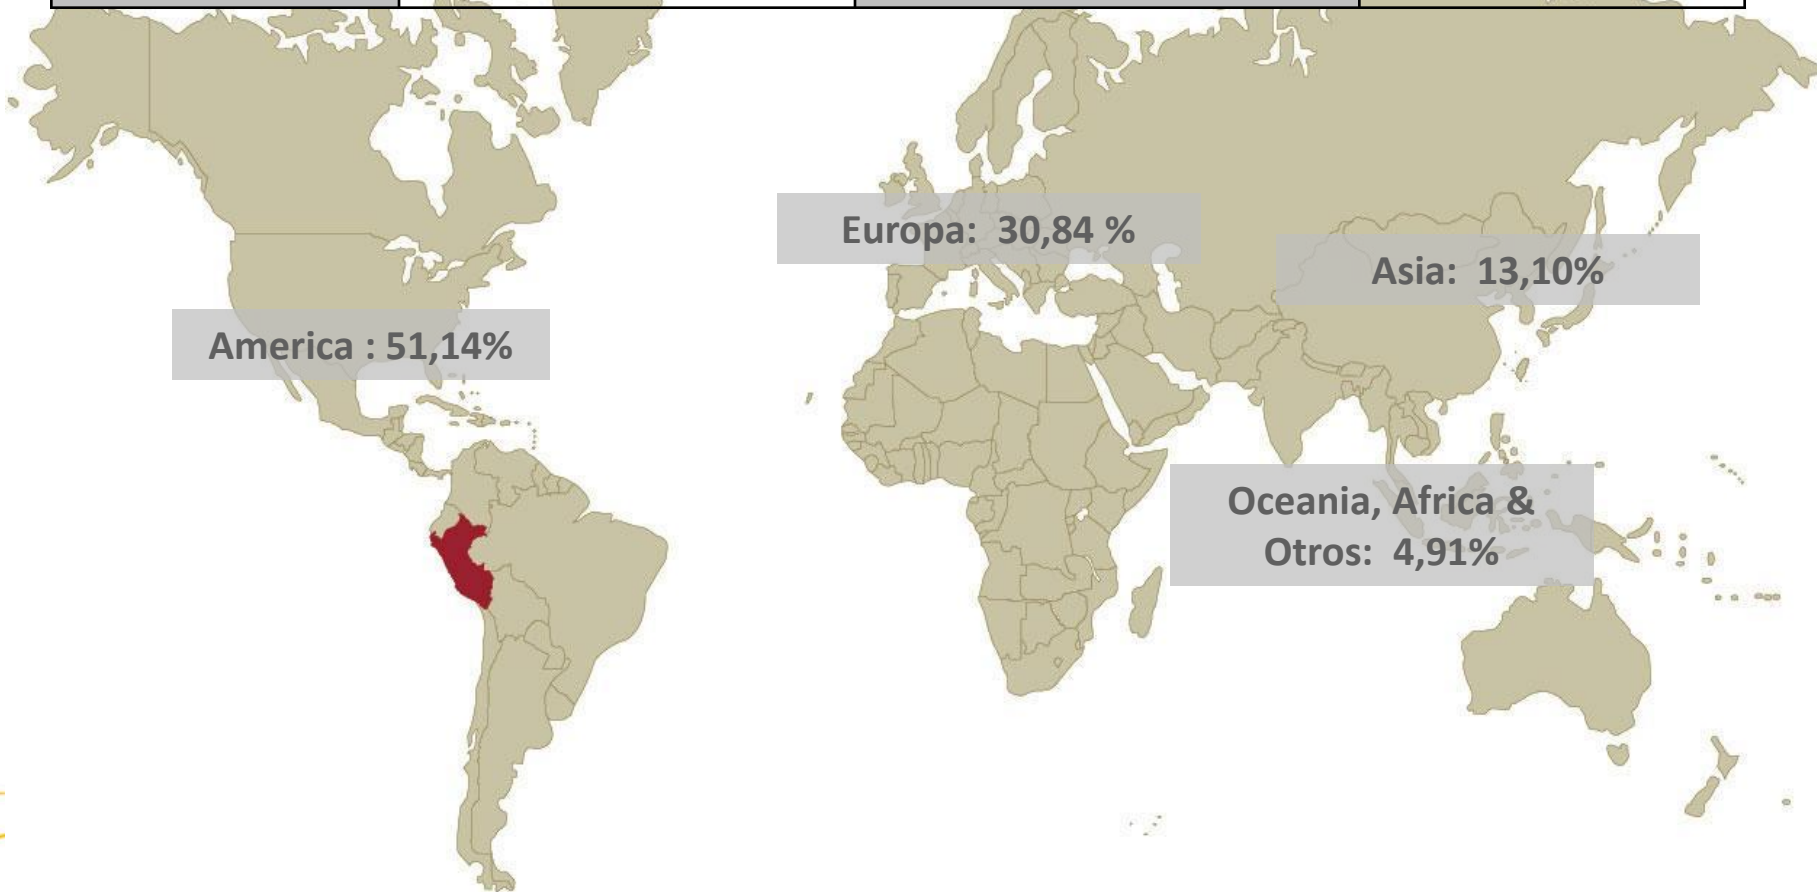 Europa: 30,84 %
Asia: 13,10%
America : 51,14%
Oceania, Africa &
Otros: 4,91%